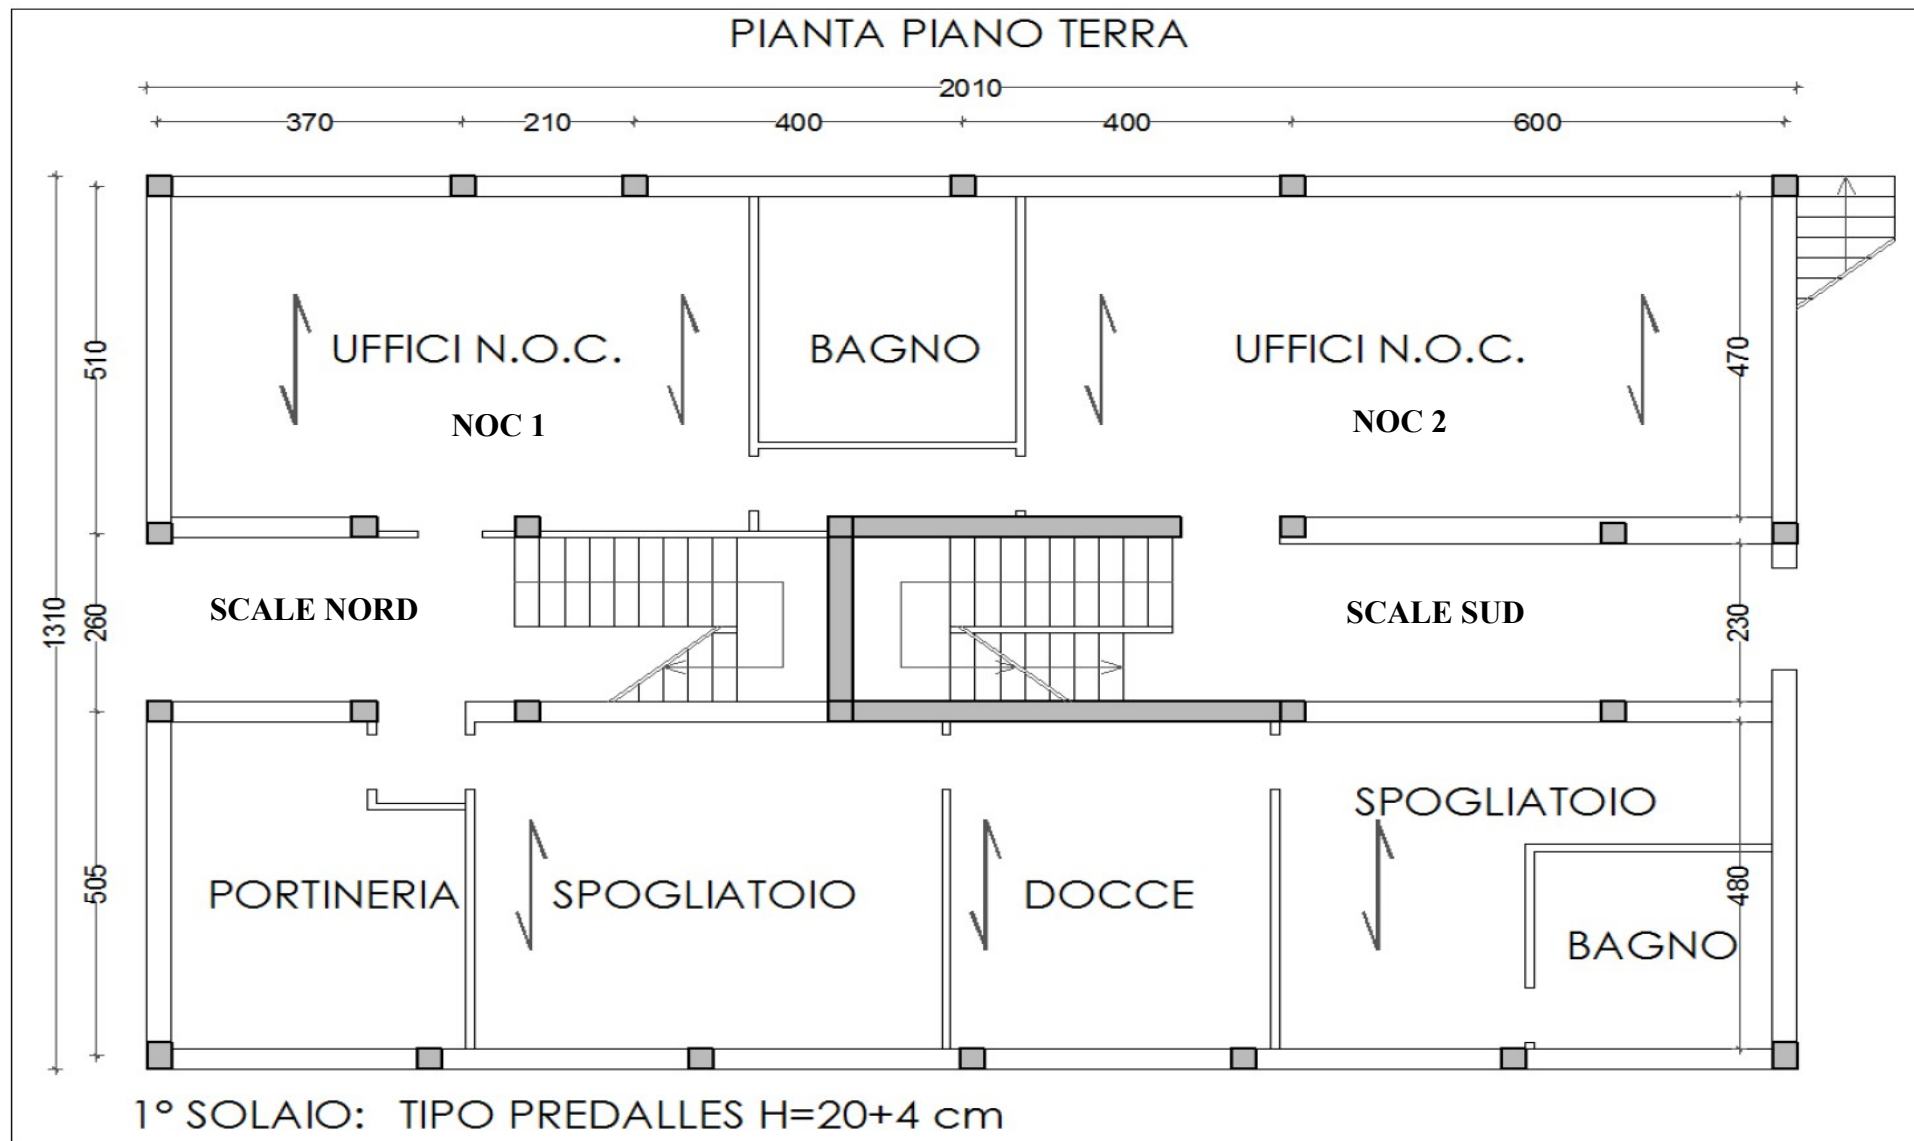 PIANTA PIANO TERRA
2010
370 210 400 400 600
UFFICI N.O.C. BAGNO UFFICI N.O.C.
510 470
NOC 1 NOC 2
SCALE NORD SCALE SUD
1310 260 230
SPOGLIATOIO
505 PORTINERIA SPOGLIATOIO DOCCE 480
BAGNO
1° SOLAIO: TIPO PREDALLES H=20+4 cm